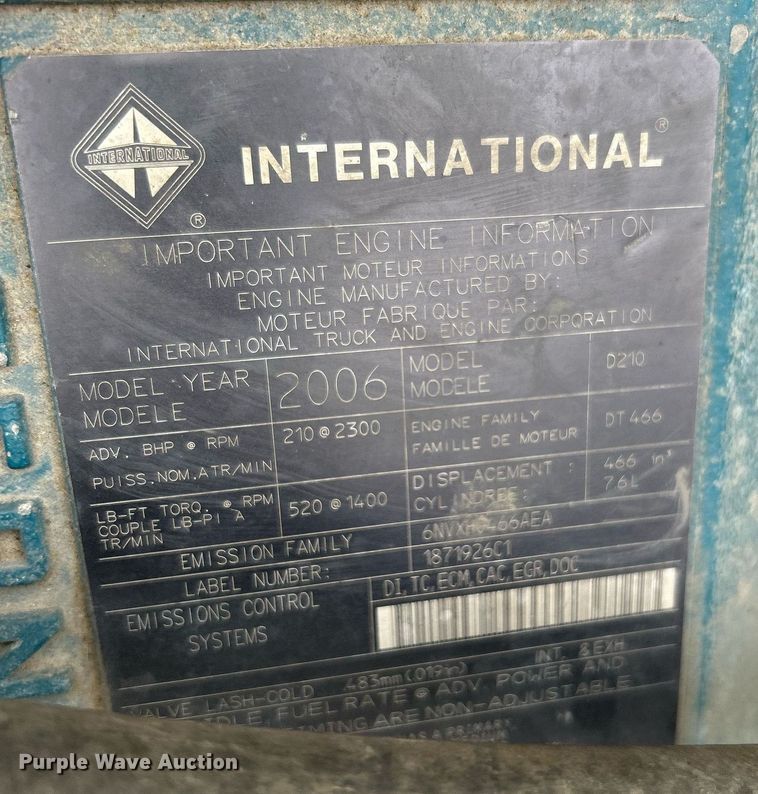 INTERNATIONAL
®
INTERNATIONAL®
IMPORTANT ENGINE INFORMATION
IMPORTANT MOTEUR INFORMATIONS
ENGINE MANUFACTURED BY:
MOTEUR FABRIQUE PAR:
INTERNATIONAL TRUCK AND ENGINE CORPORATION
MODEL YEAR
MODELE
2006
MODEL
MODELE
D210
ADV. BHP @ RPM
PUISS.NOM.ATR/MIN
210 @ 2300
ENGINE FAMILY
FAMILLE DE MOTEUR
DT 466
LB-FT TORQ. @ RPM
COUPLE LB-PI A
TR/MIN
520 @ 1400
DISPLACEMENT :
CYLINDREE:
466 in³
7.6L
EMISSION FAMILY
LABEL NUMBER:
1871926C1
EMISSIONS CONTROL
SYSTEMS
DI, TC, ECM, CAC, EGR, DOC
VALVE LASH-COLD .483mm(.019in) INT. & EXH
IDLE, FUEL RATE @ ADV. POWER AND
TIMING ARE NON-ADJUSTABLE
AS A PRIMARY
Purple Wave Auction